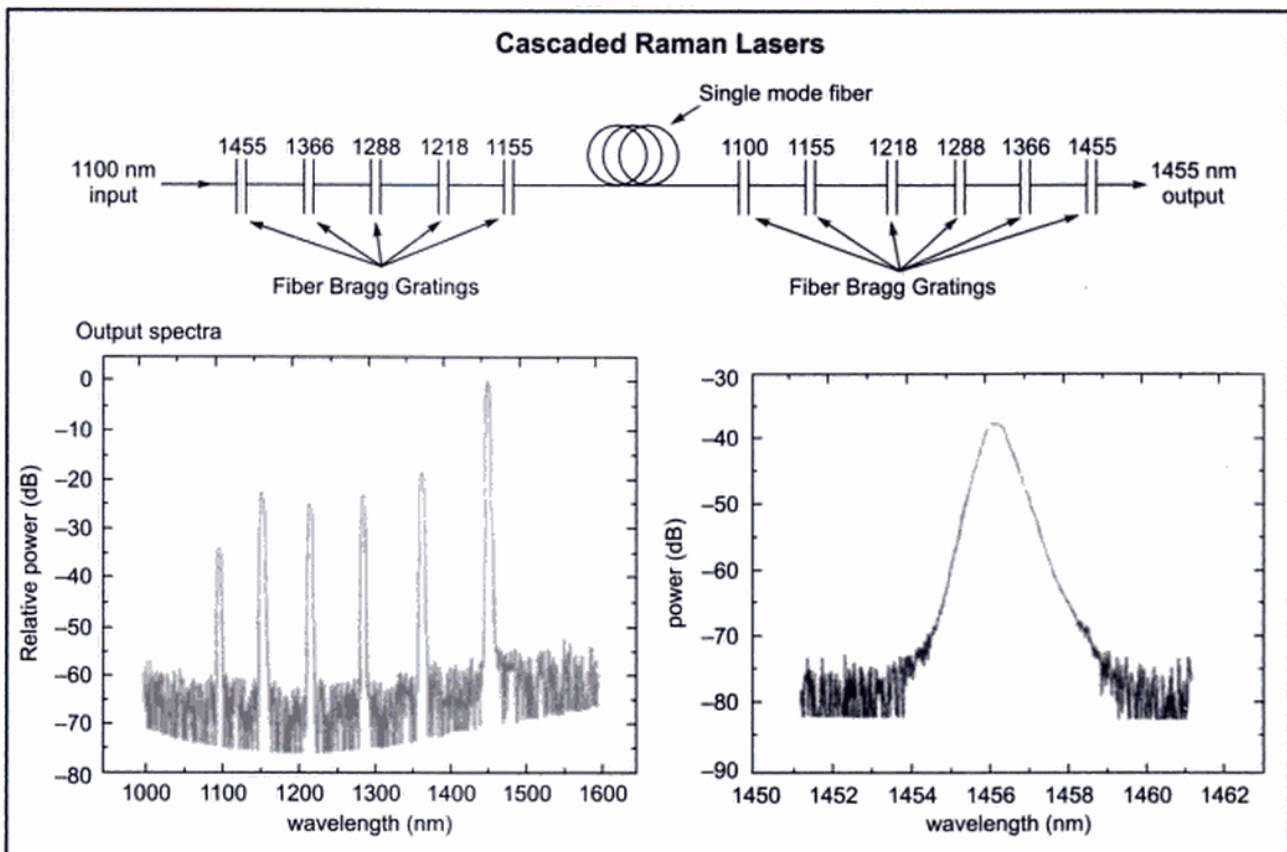 Cascaded Raman Lasers
Single mode fiber
1455 1366 1288 1218 1155
1100 1155 1218 1288 1366 1455
1100 nm
input
1455 nm
output
Fiber Bragg Gratings
Fiber Bragg Gratings
Output spectra
Relative power (dB)
0
–10
–20
–30
–40
–50
–60
–70
–80
1000 1100 1200 1300 1400 1500 1600
wavelength (nm)
power (dB)
–30
–40
–50
–60
–70
–80
–90
1450 1452 1454 1456 1458 1460 1462
wavelength (nm)